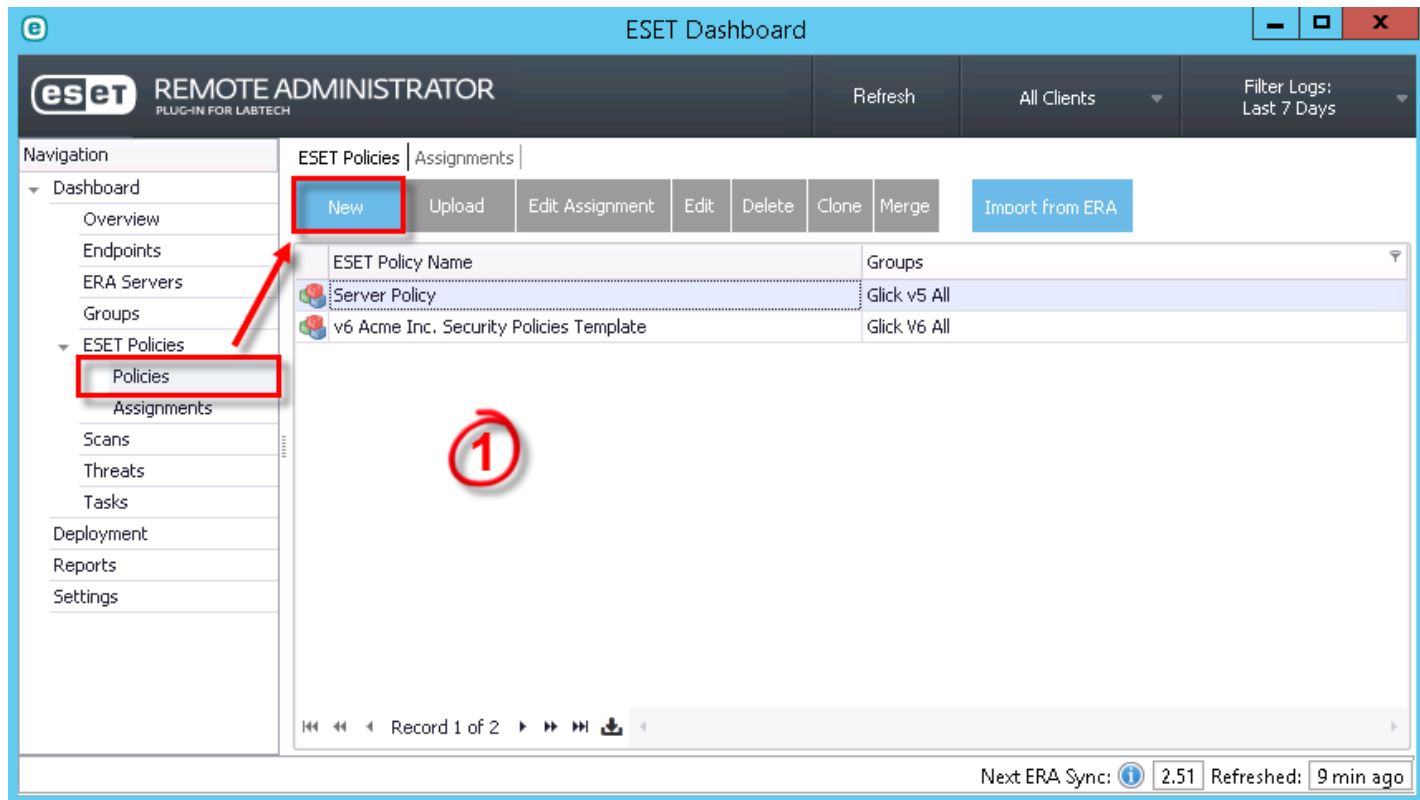 ESET Dashboard
eset REMOTE ADMINISTRATOR
PLUG-IN FOR LABTECH
Refresh
All Clients
Filter Logs:
Last 7 Days
Navigation
Dashboard
Overview
Endpoints
ERA Servers
Groups
ESET Policies
Policies
Assignments
Scans
Threats
Tasks
Deployment
Reports
Settings
ESET Policies Assignments
New Upload Edit Assignment Edit Delete Clone Merge Import from ERA
ESET Policy Name Groups
Server Policy Glick v5 All
v6 Acme Inc. Security Policies Template Glick V6 All
1
Record 1 of 2
Next ERA Sync: 2.51 Refreshed: 9 min ago